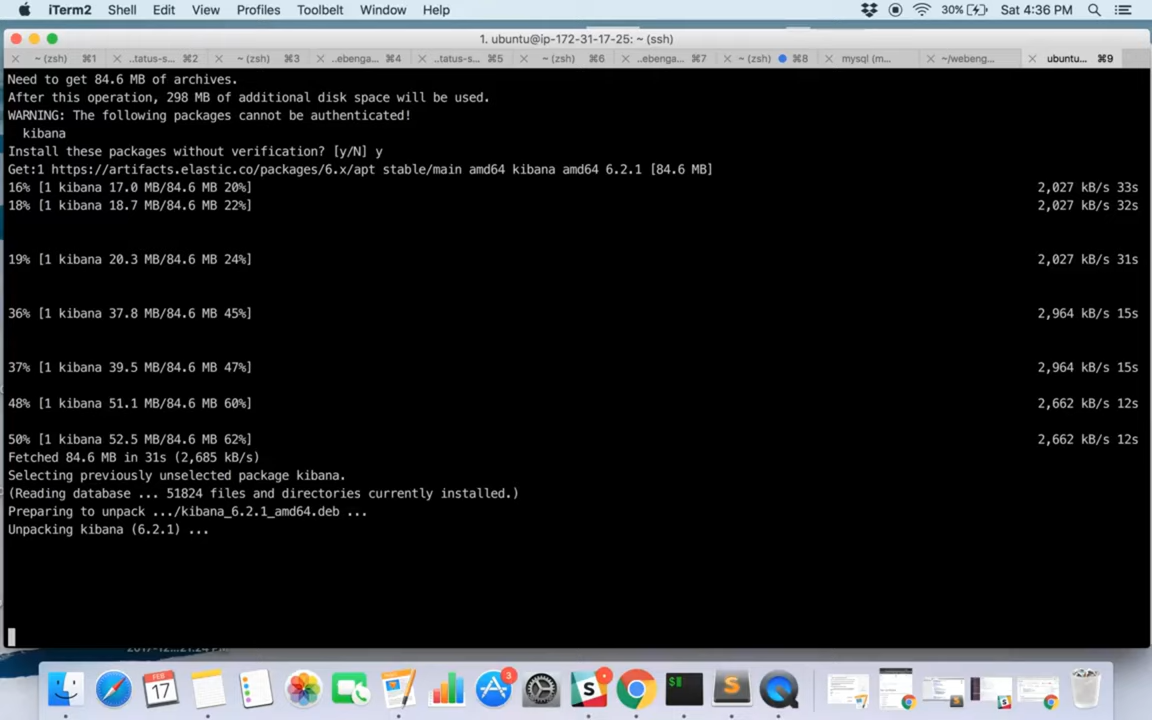 iTerm2 Shell Edit View Profiles Toolbelt Window Help 30% Sat 4:36 PM
1. ubuntu@ip-172-31-17-25: ~ (ssh)
~ (zsh) ⌘1 ..tatus-s... ⌘2 ~ (zsh) ⌘3 ..ebenga... ⌘4 ..tatus-s... ⌘5 ~ (zsh) ⌘6 ..ebenga... ⌘7 ~ (zsh) ⌘8 mysql (m... ~/webeng... ubuntu... ⌘9
Need to get 84.6 MB of archives.
After this operation, 298 MB of additional disk space will be used.
WARNING: The following packages cannot be authenticated!
kibana
Install these packages without verification? [y/N] y
Get:1 https://artifacts.elastic.co/packages/6.x/apt stable/main amd64 kibana amd64 6.2.1 [84.6 MB]
16% [1 kibana 17.0 MB/84.6 MB 20%] 2,027 kB/s 33s
18% [1 kibana 18.7 MB/84.6 MB 22%] 2,027 kB/s 32s
19% [1 kibana 20.3 MB/84.6 MB 24%] 2,027 kB/s 31s
36% [1 kibana 37.8 MB/84.6 MB 45%] 2,964 kB/s 15s
37% [1 kibana 39.5 MB/84.6 MB 47%] 2,964 kB/s 15s
48% [1 kibana 51.1 MB/84.6 MB 60%] 2,662 kB/s 12s
50% [1 kibana 52.5 MB/84.6 MB 62%] 2,662 kB/s 12s
Fetched 84.6 MB in 31s (2,685 kB/s)
Selecting previously unselected package kibana.
(Reading database ... 51824 files and directories currently installed.)
Preparing to unpack .../kibana_6.2.1_amd64.deb ...
Unpacking kibana (6.2.1) ...
FEB
17
3